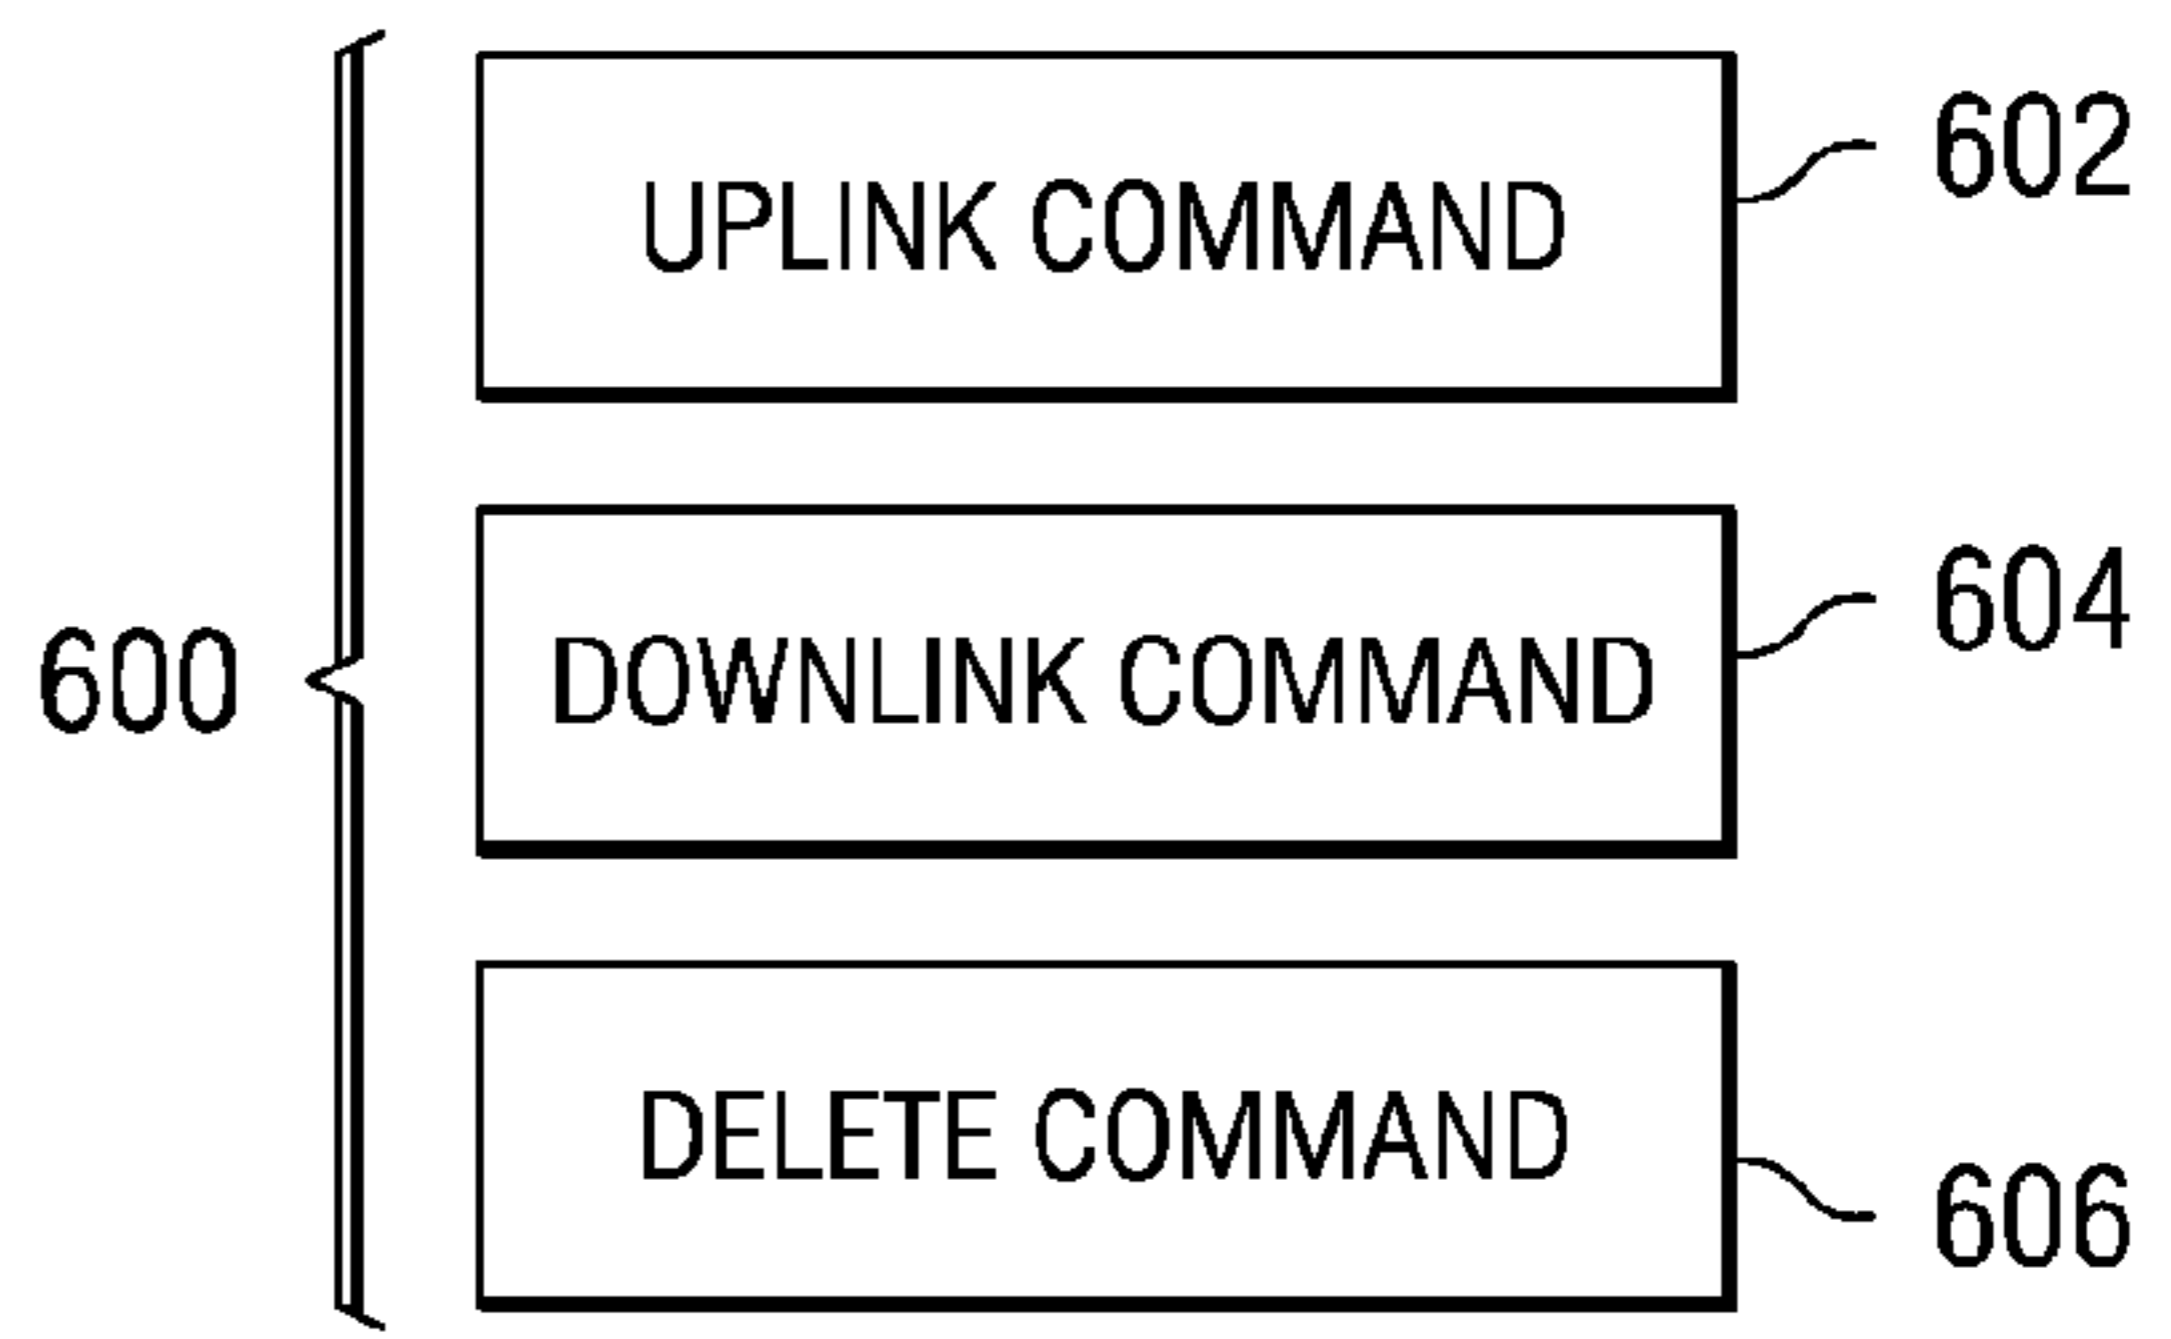 UPLINK COMMAND
602
600
DOWNLINK COMMAND
604
DELETE COMMAND
606